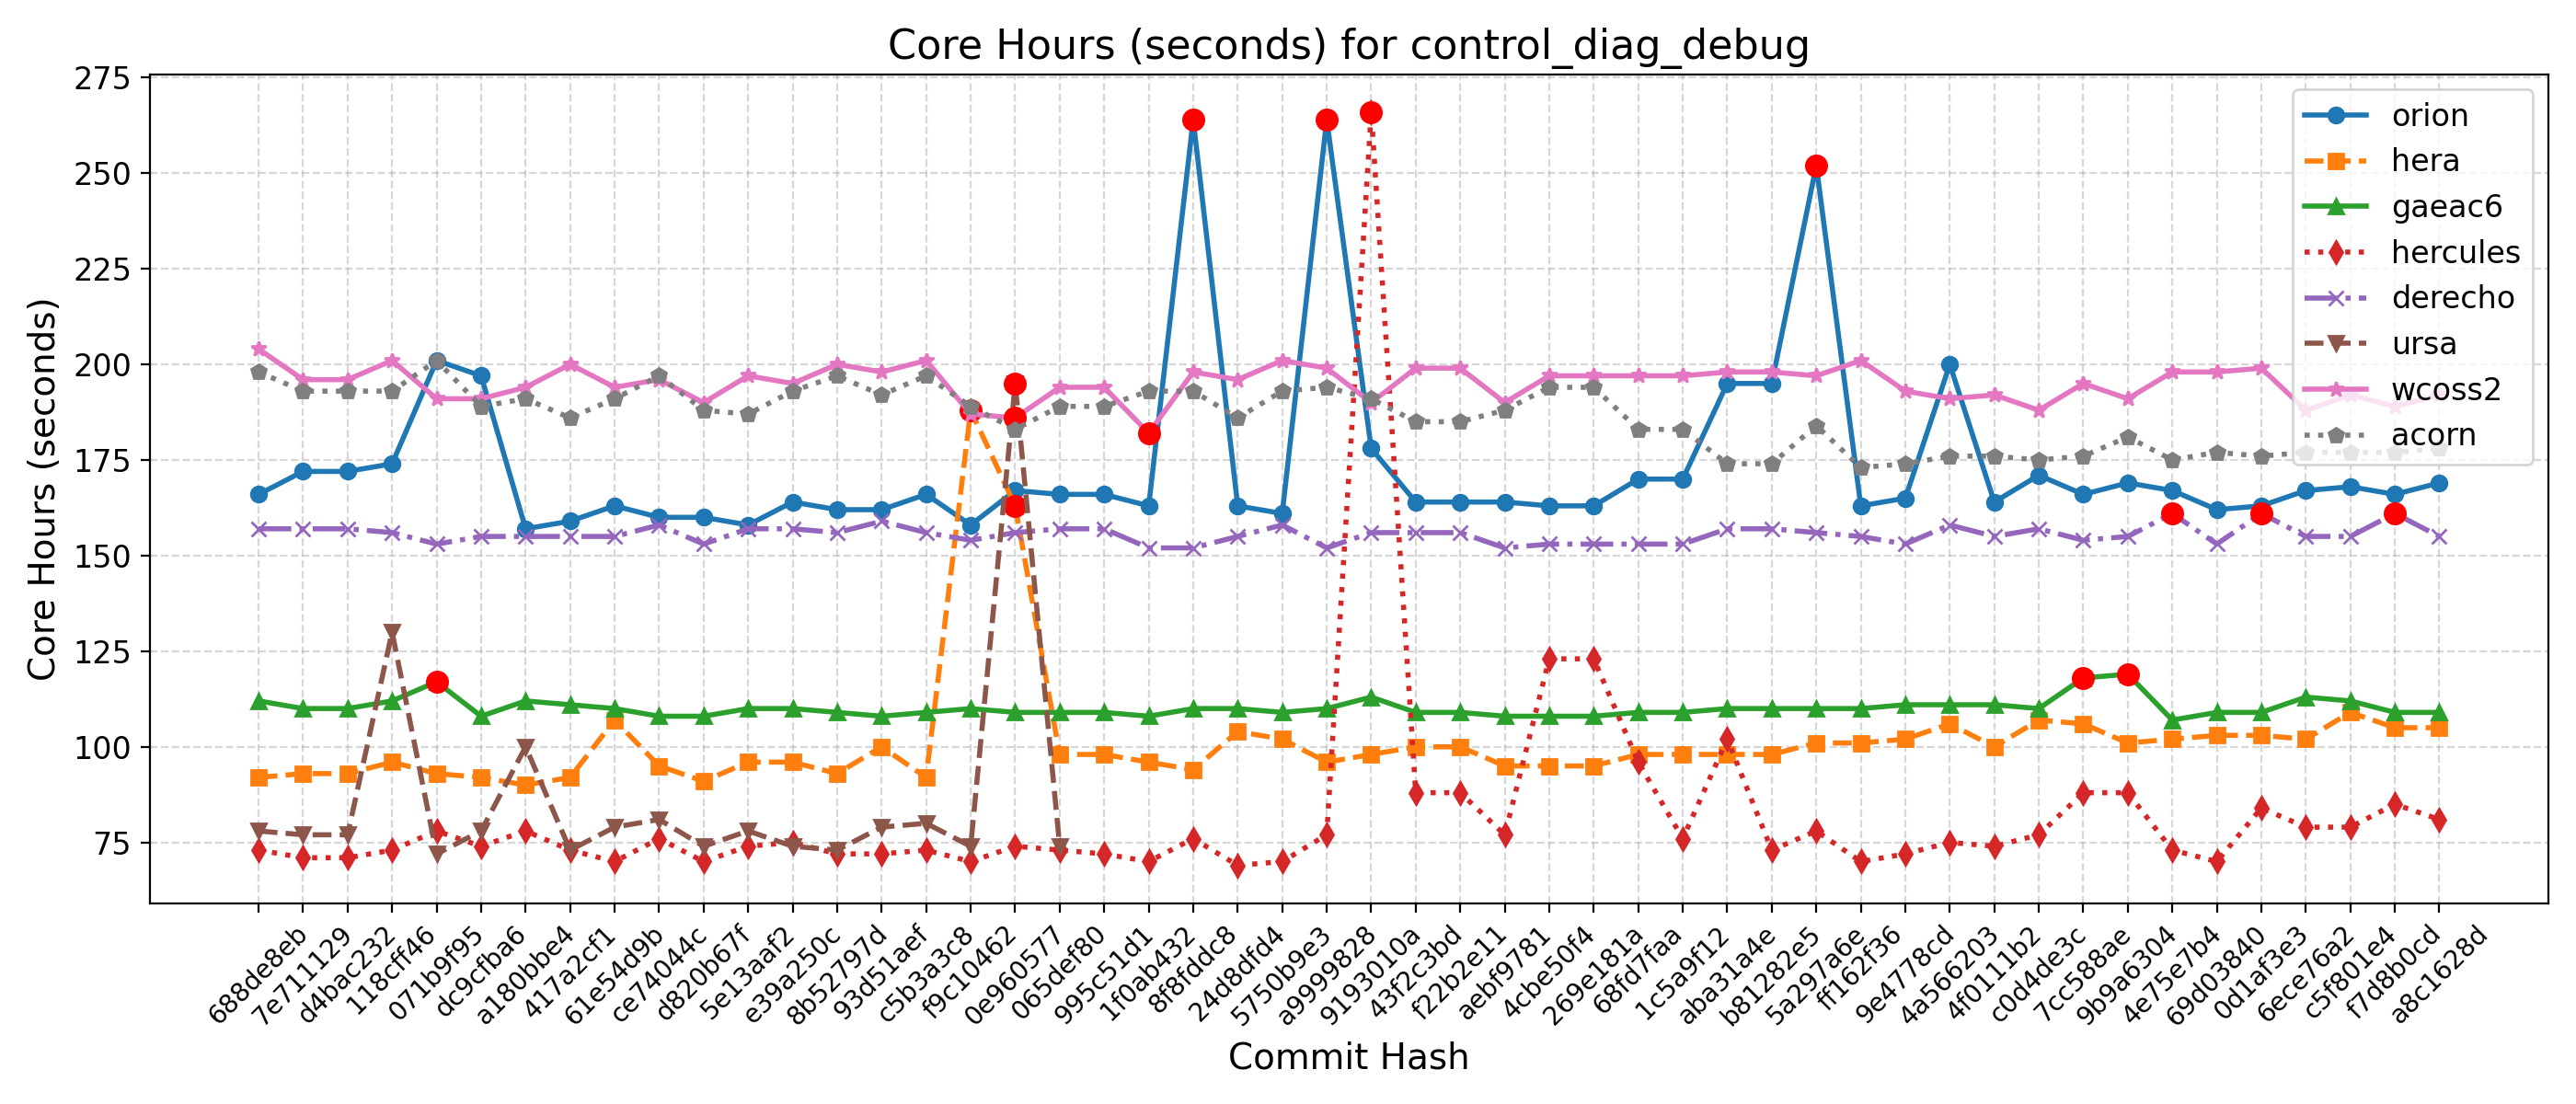 Core Hours (seconds) for control_diag_debug
Core Hours (seconds)
275
250
225
200
175
150
125
100
75
orion
hera
gaeac6
hercules
derecho
ursa
wcoss2
acorn
688de8eb
7e711129
d4bac232
118cff46
071b9f95
dc9cfba6
a180bbe4
417a2cf1
61e54d9b
ce74044c
d820b67f
5e13aaf2
e39a250c
8b52797d
93d51aef
c5b3a3c8
f9c10462
0e960577
065def80
995c51d1
1f0ab432
8f8fddc8
24d8dfd4
5750b9e3
a9999828
9193010a
43f2c3bd
f22b2e11
aebf9781
4cbe50f4
269e181a
68fd7faa
1c5a9f12
aba31a4e
b81282e5
5a297a6e
ff162f36
9e4778cd
4a566203
4f0111b2
c0d4de3c
7cc588ae
9b9a6304
4e75e7b4
69d03840
0d1af3e3
6ece76a2
c5f801e4
f7d8b0cd
a8c1628d
Commit Hash